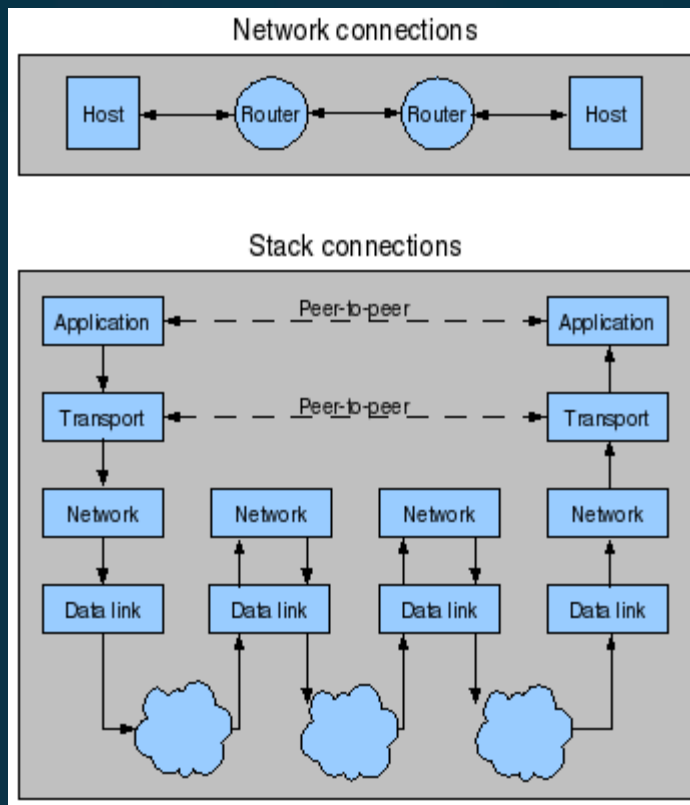 Network connections
Host Router Router Host
Stack connections
Application Peer-to-peer Application
Transport Peer-to-peer Transport
Network Network Network Network
Data link Data link Data link Data link